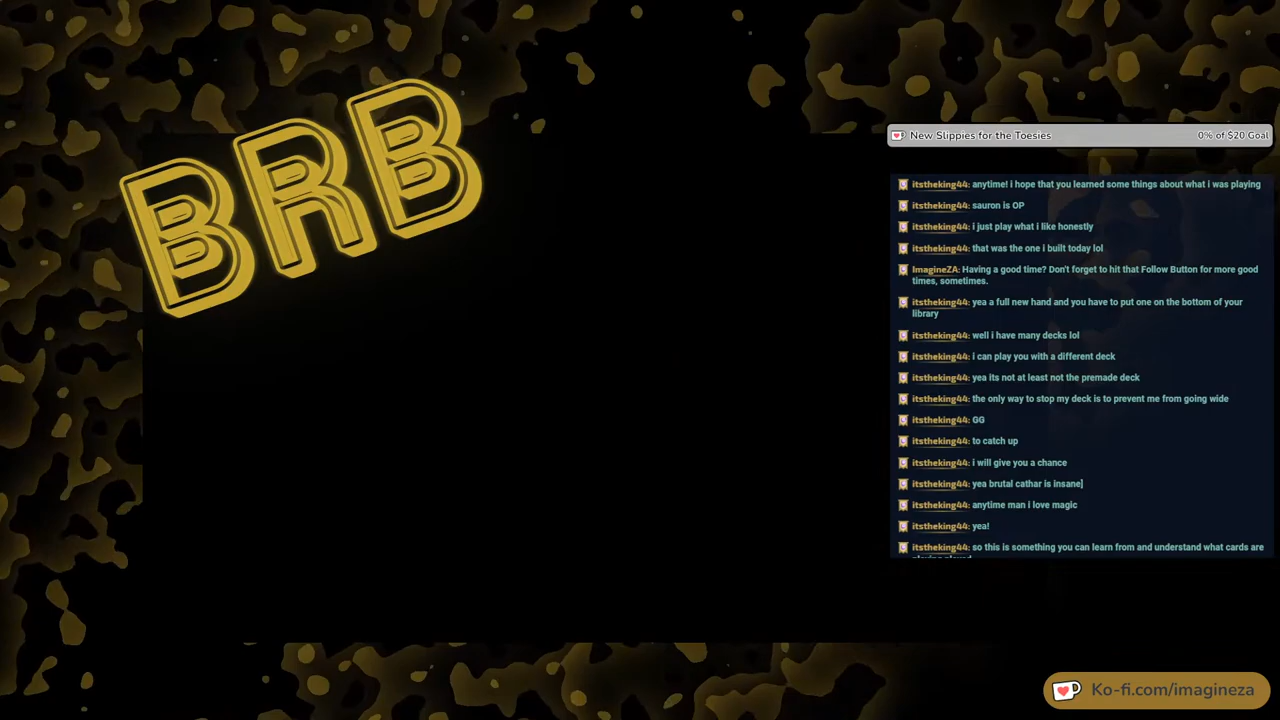 BRB
New Slippies for the Toesies 0% of $20 Goal
itstheking44: anytime! i hope that you learned some things about what i was playing
itstheking44: sauron is OP
itstheking44: i just play what i like honestly
itstheking44: that was the one i built today lol
ImagineZA: Having a good time? Don't forget to hit that Follow Button for more good
times, sometimes.
itstheking44: yea a full new hand and you have to put one on the bottom of your
library
itstheking44: well i have many decks lol
itstheking44: i can play you with a different deck
itstheking44: yea its not at least not the premade deck
itstheking44: the only way to stop my deck is to prevent me from going wide
itstheking44: GG
itstheking44: to catch up
itstheking44: i will give you a chance
itstheking44: yea brutal cathar is insane]
itstheking44: anytime man i love magic
itstheking44: yea!
itstheking44: so this is something you can learn from and understand what cards are
Ko-fi.com/imagineza